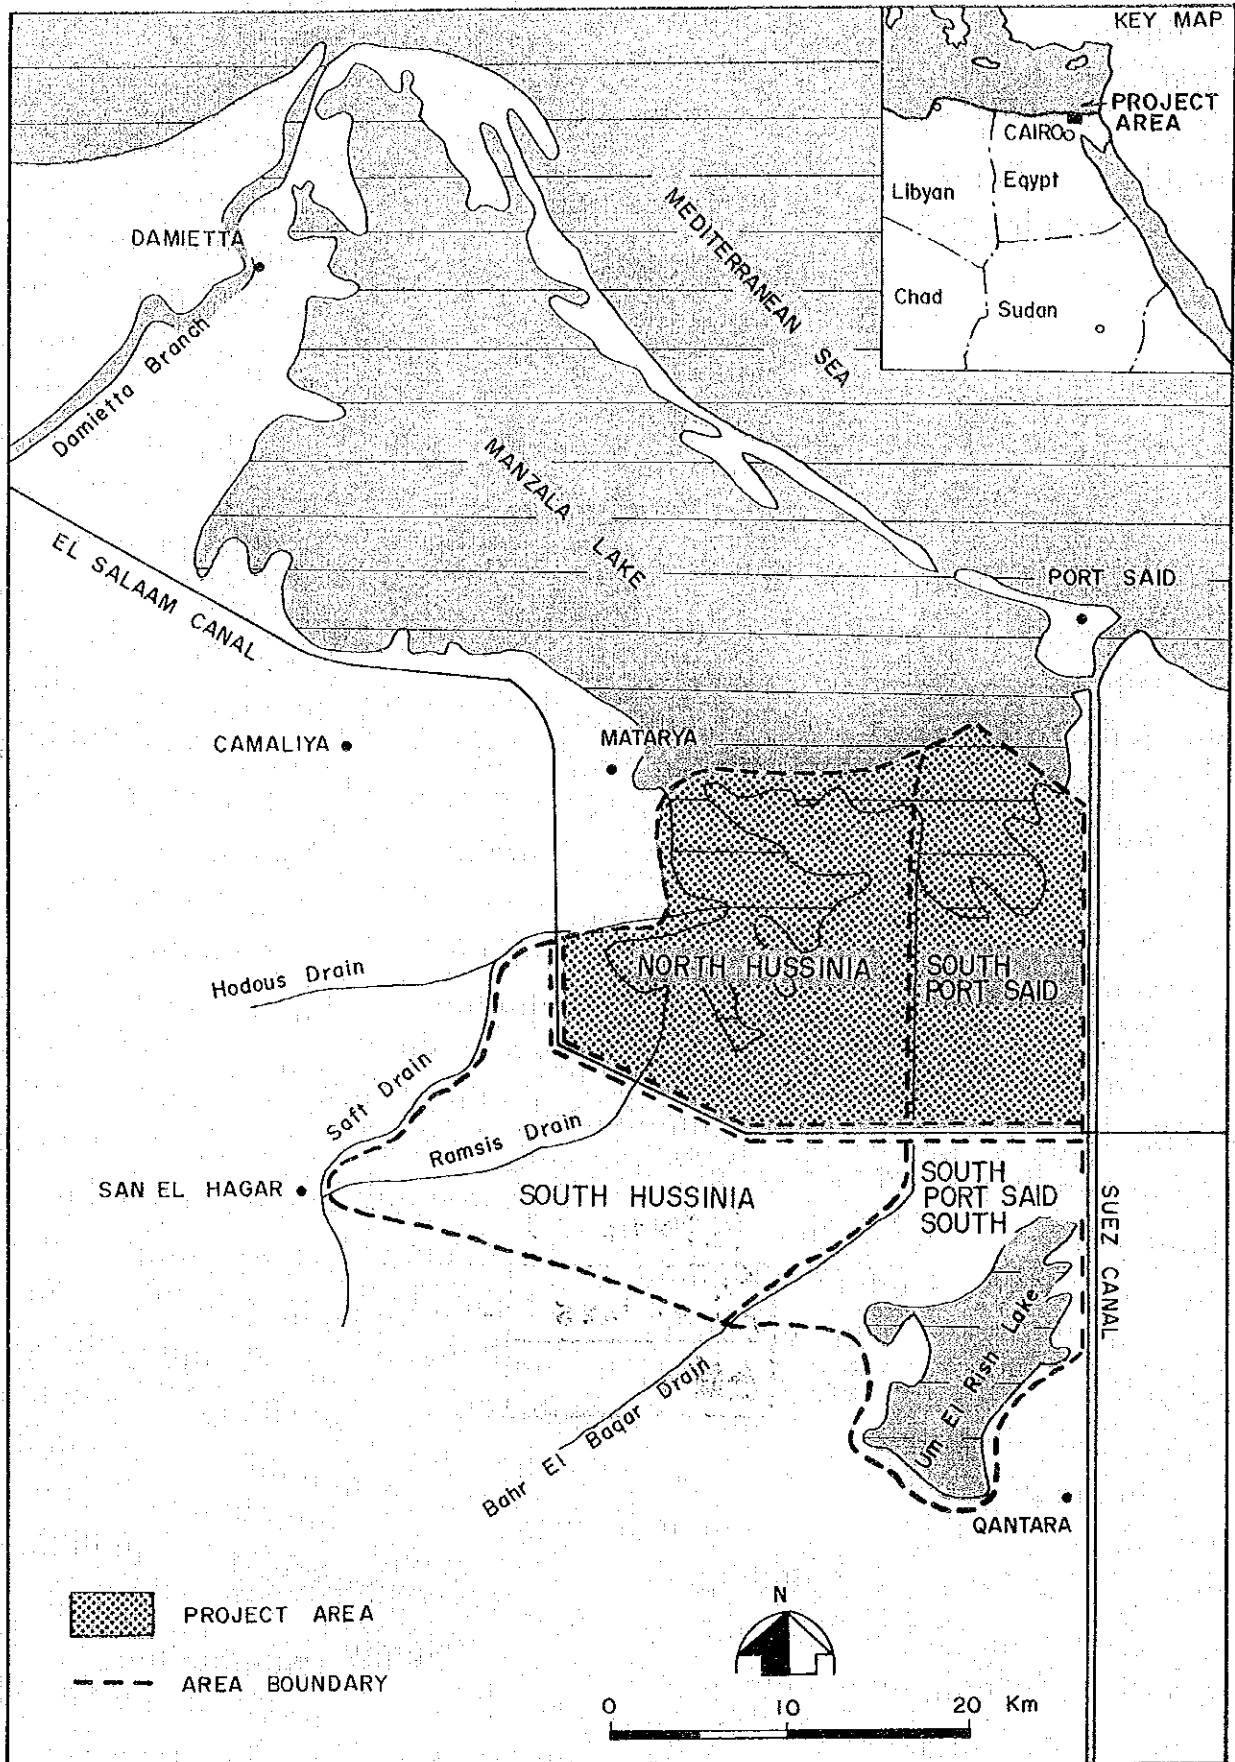 KEY MAP
PROJECT
AREA
CAIRO
Libyan
Egypt
Chad
Sudan
MEDITERRANEAN SEA
DAMIETTA
Damietta Branch
MANZALA LAKE
EL SALAAM CANAL
PORT SAID
CAMALIYA
MATARYA
NORTH HUSSINIA
SOUTH
PORT SAID
Hodous Drain
Saft Drain
Ramsis Drain
SAN EL HAGAR
SOUTH HUSSINIA
SOUTH
PORT SAID
SOUTH
SUEZ CANAL
Um El Rish Lake
Bahr El Baqar Drain
QANTARA
PROJECT AREA
AREA BOUNDARY
N
0 10 20 Km